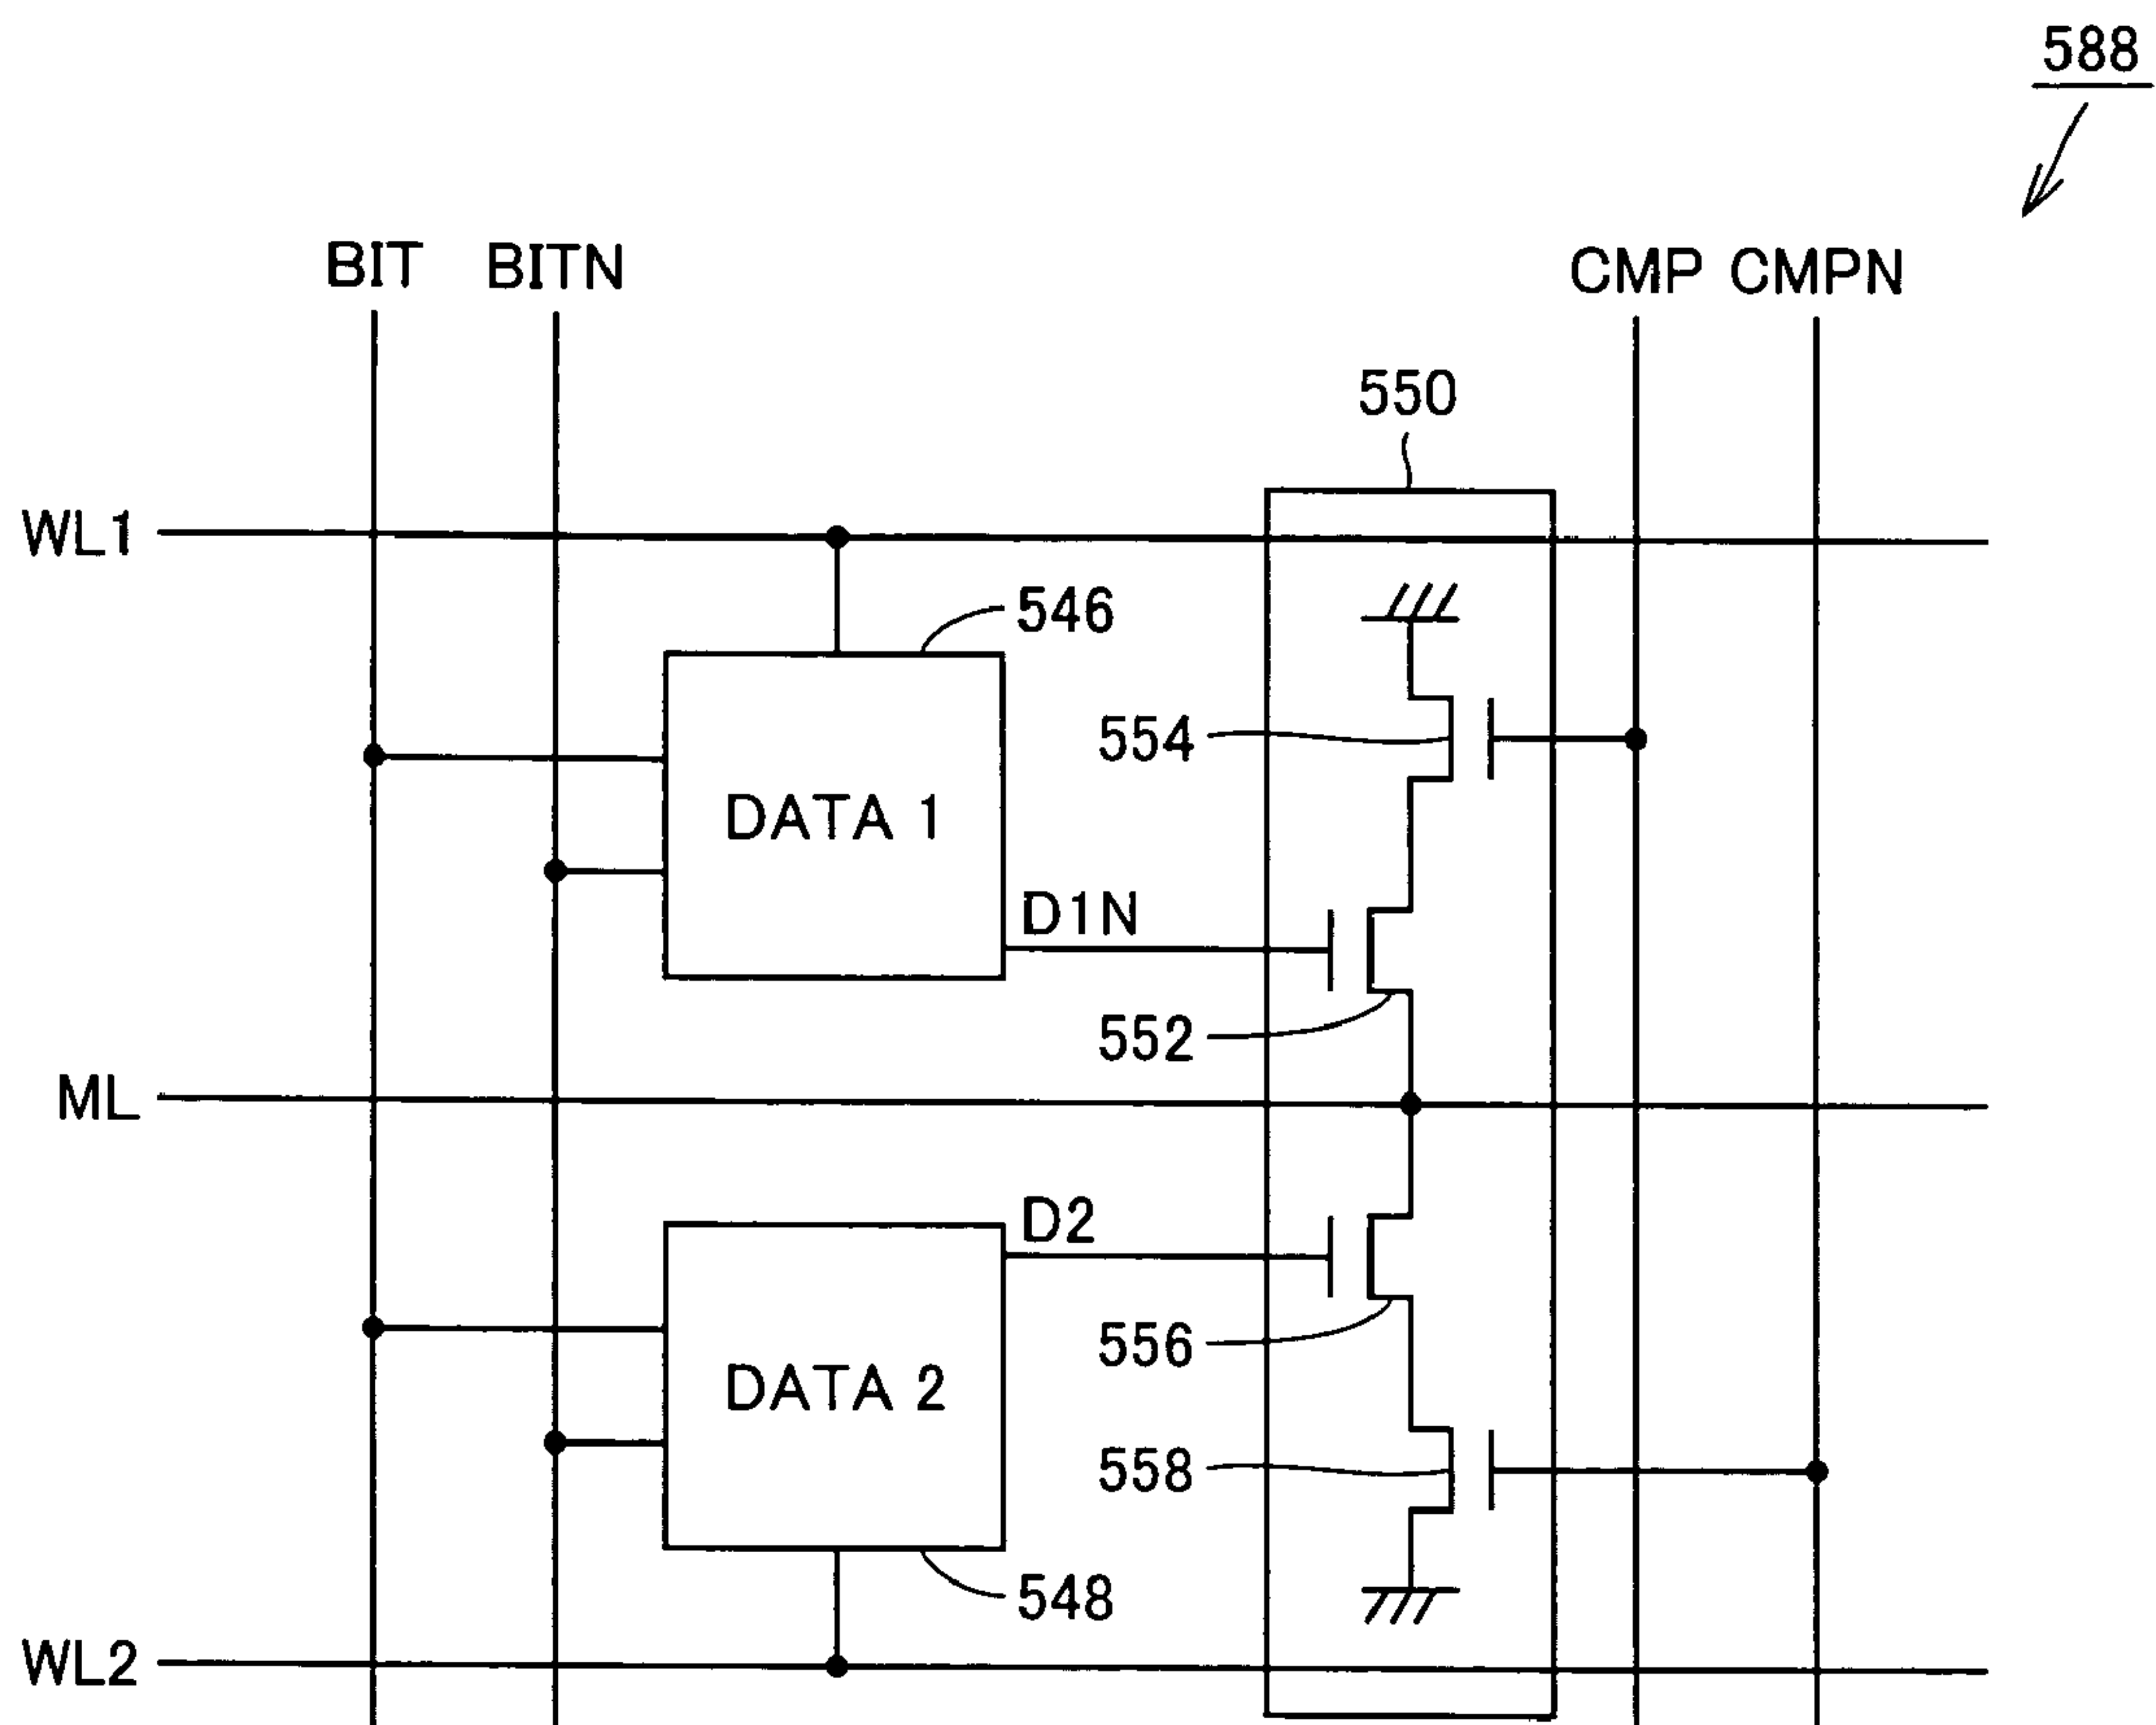 588
BIT BITN CMP CMPN
550
WL1
546
554
DATA 1
D1N
552
ML
D2
556
DATA 2
558
548
WL2